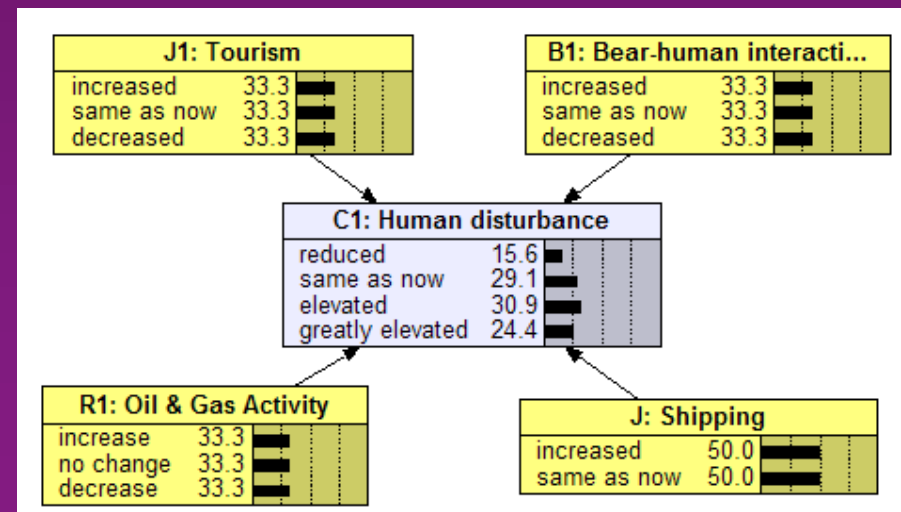 J1: Tourism
increased 33.3
same as now 33.3
decreased 33.3
B1: Bear-human interacti...
increased 33.3
same as now 33.3
decreased 33.3
C1: Human disturbance
reduced 15.6
same as now 29.1
elevated 30.9
greatly elevated 24.4
R1: Oil & Gas Activity
increase 33.3
no change 33.3
decrease 33.3
J: Shipping
increased 50.0
same as now 50.0